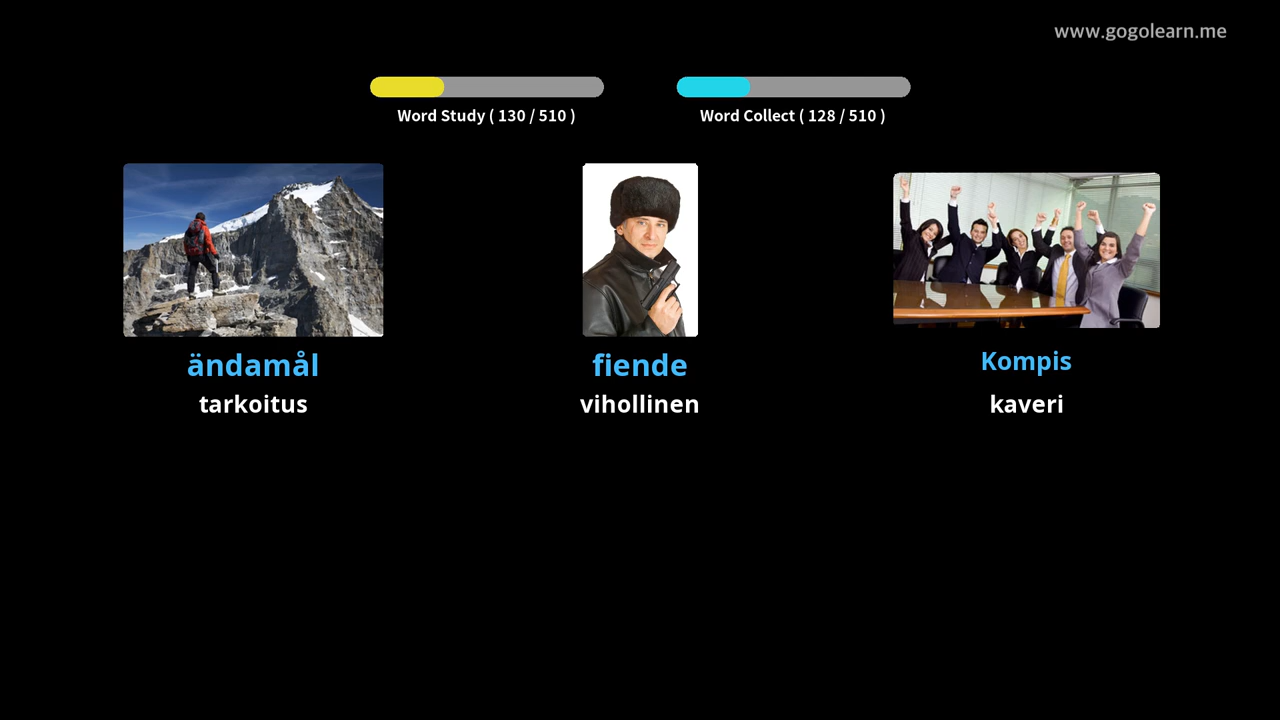 www.gogolearn.me
Word Study ( 130 / 510 )
Word Collect ( 128 / 510 )
ändamål
tarkoitus
fiende
vihollinen
Kompis
kaveri